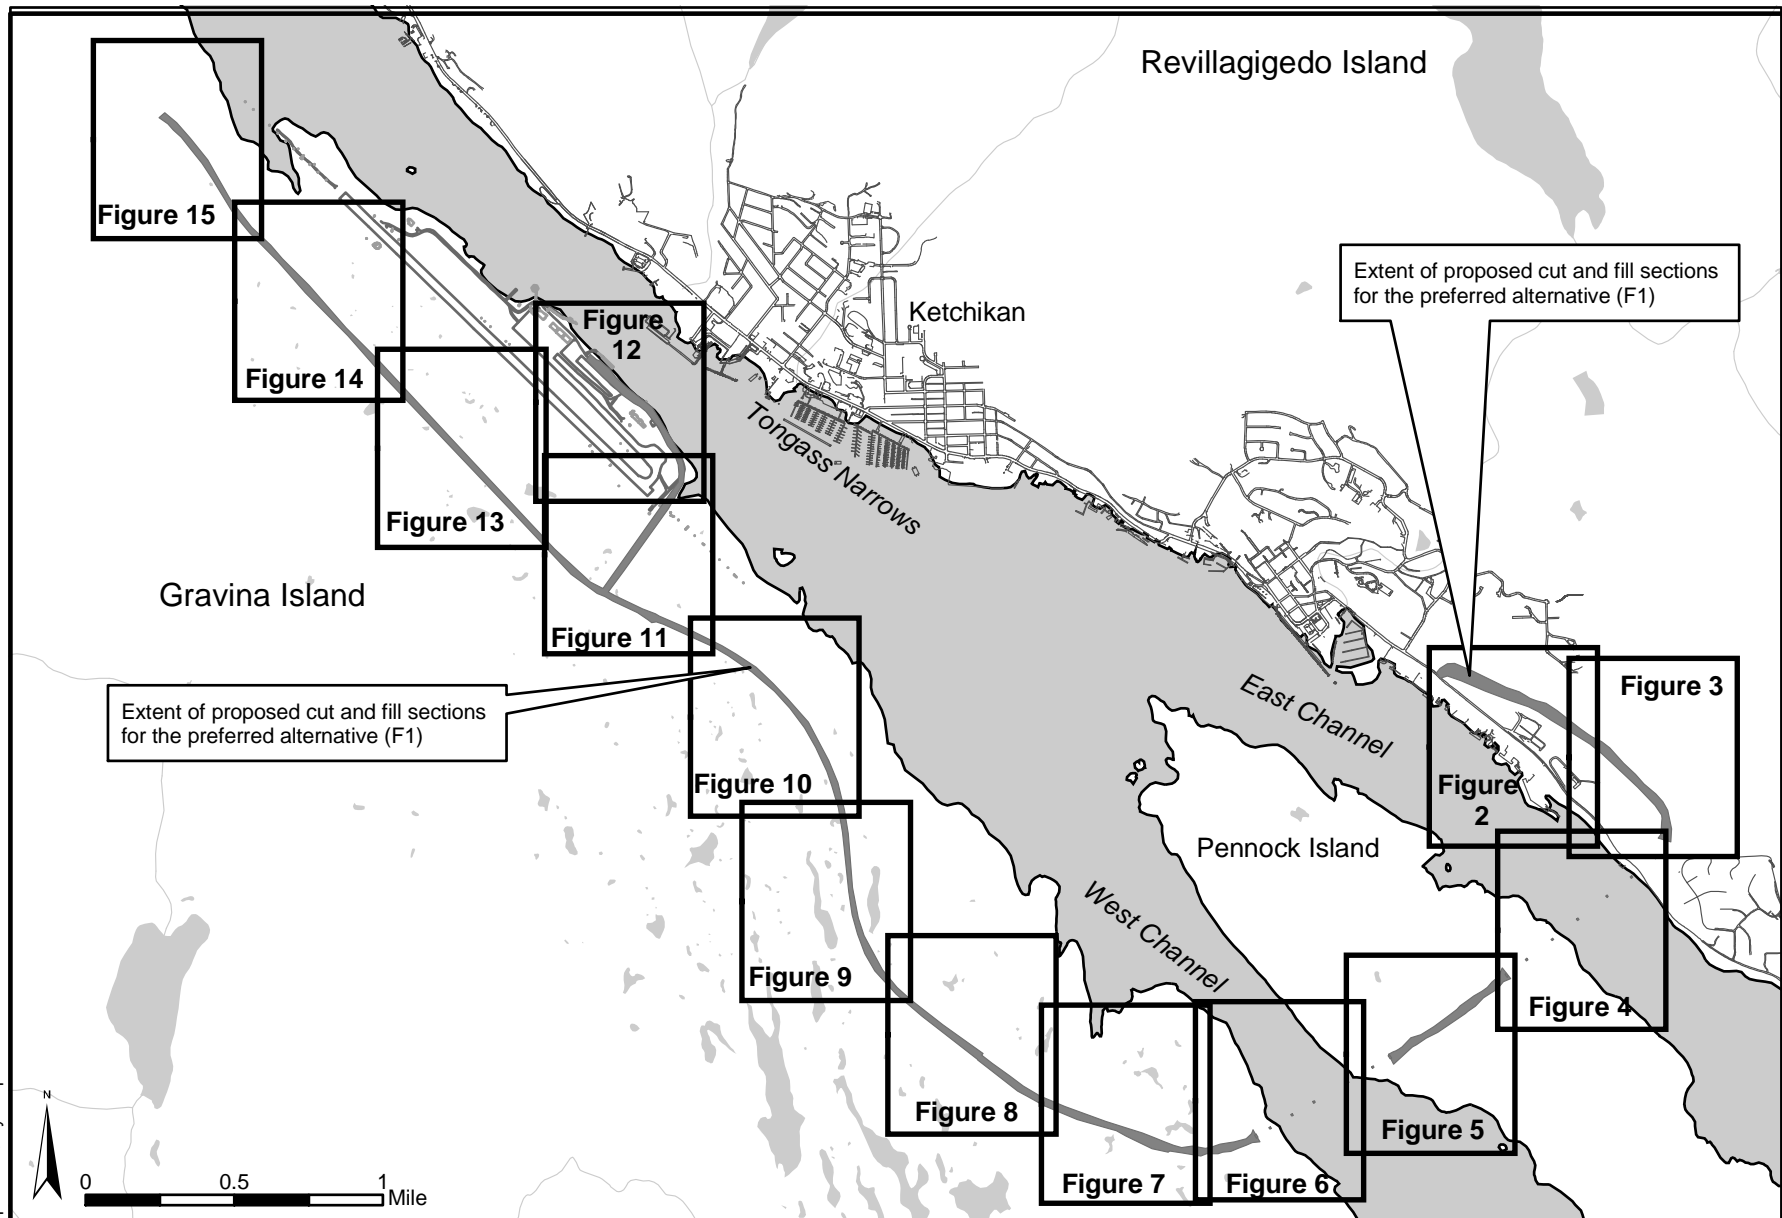 Revillagigedo Island
Figure 15
Extent of proposed cut and fill sections
for the preferred alternative (F1)
Ketchikan
Figure
12
Figure 14
Tongass Narrows
Figure 13
Gravina Island
Figure 11
Figure 3
East Channel
Extent of proposed cut and fill sections
for the preferred alternative (F1)
Figure 10
Figure
2
Pennock Island
West Channel
Figure 9
Figure 4
Figure 8
Figure 5
Figure 7
Figure 6
N
0 0.5 1
Mile